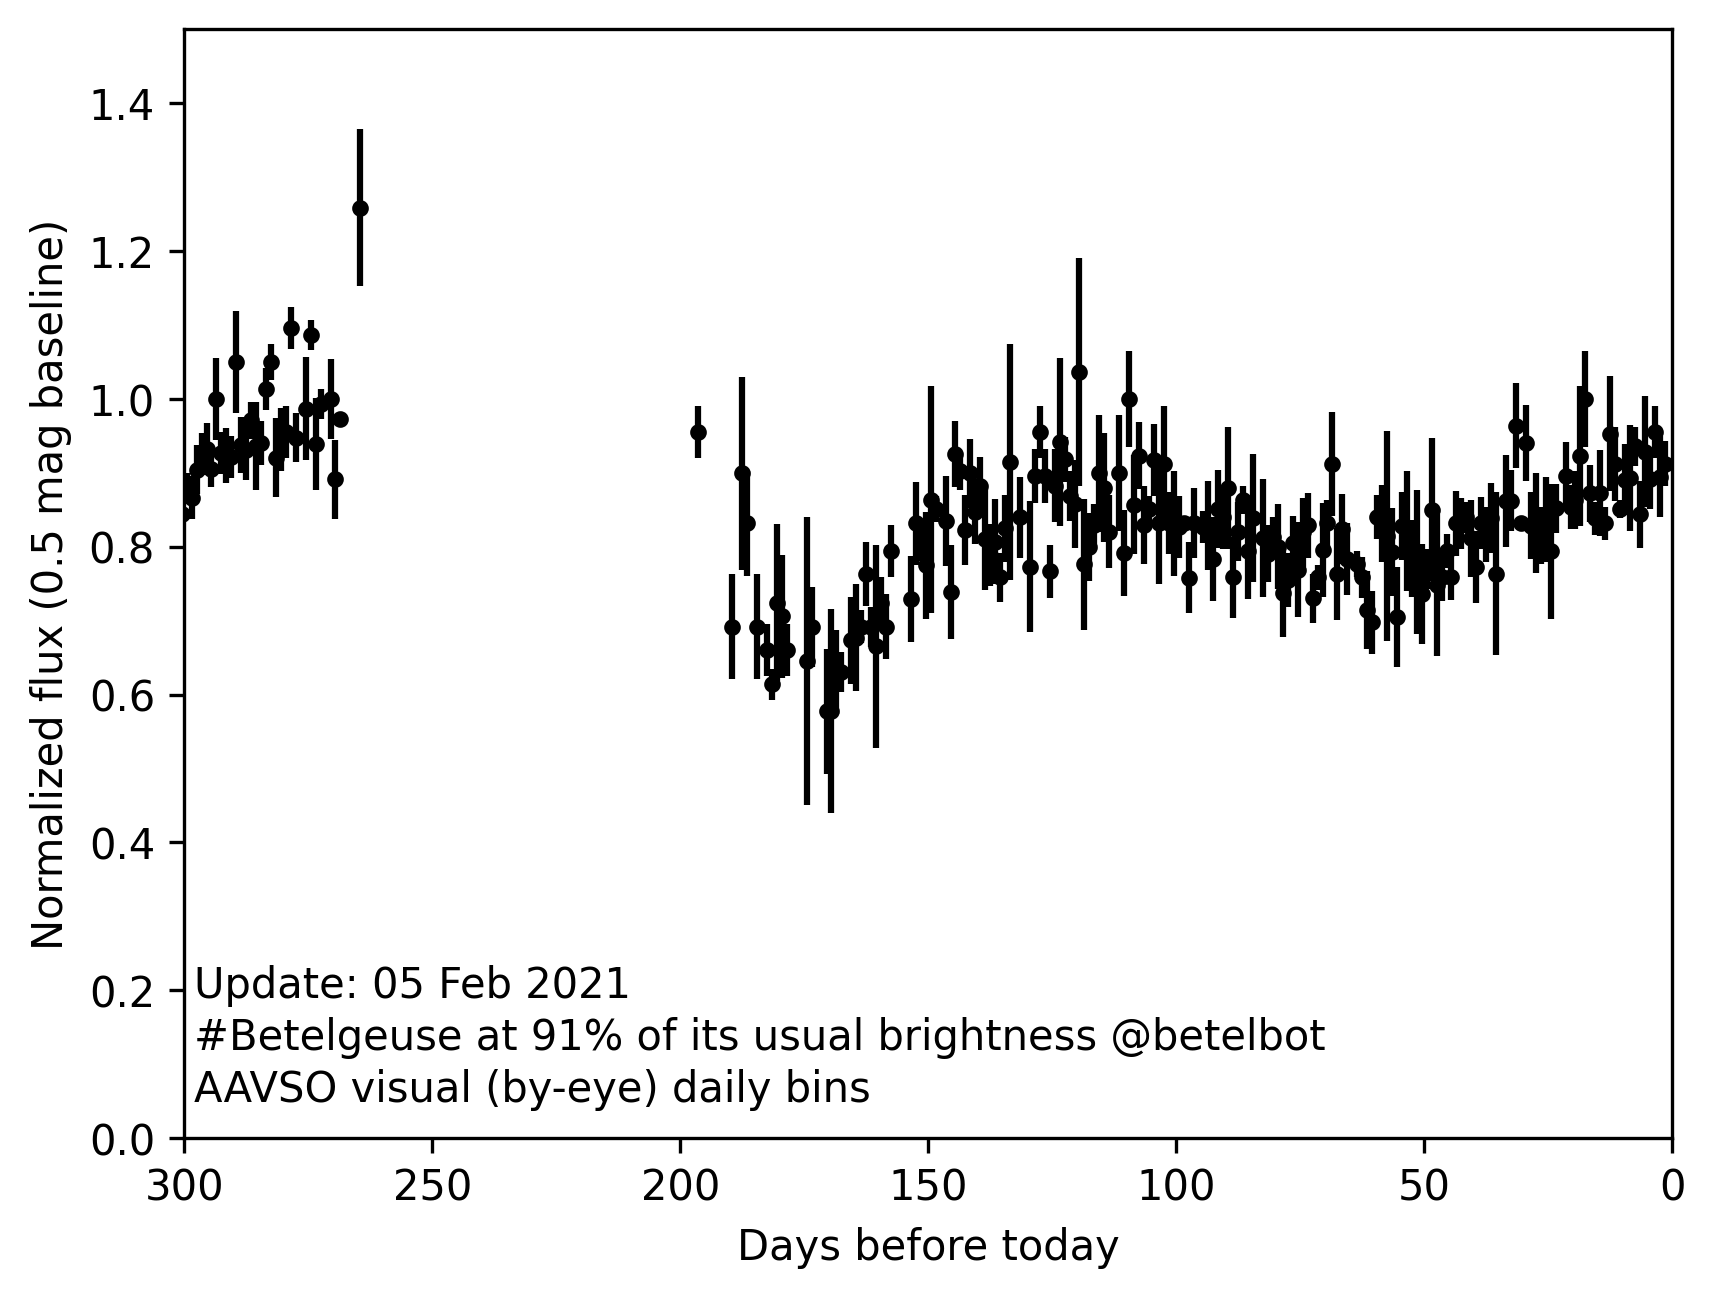 1.4
1.2
1.0
0.8
0.6
0.4
0.2
0.0
Normalized flux (0.5 mag baseline)
Update: 05 Feb 2021
#Betelgeuse at 91% of its usual brightness @betelbot
AAVSO visual (by-eye) daily bins
300 250 200 150 100 50 0
Days before today